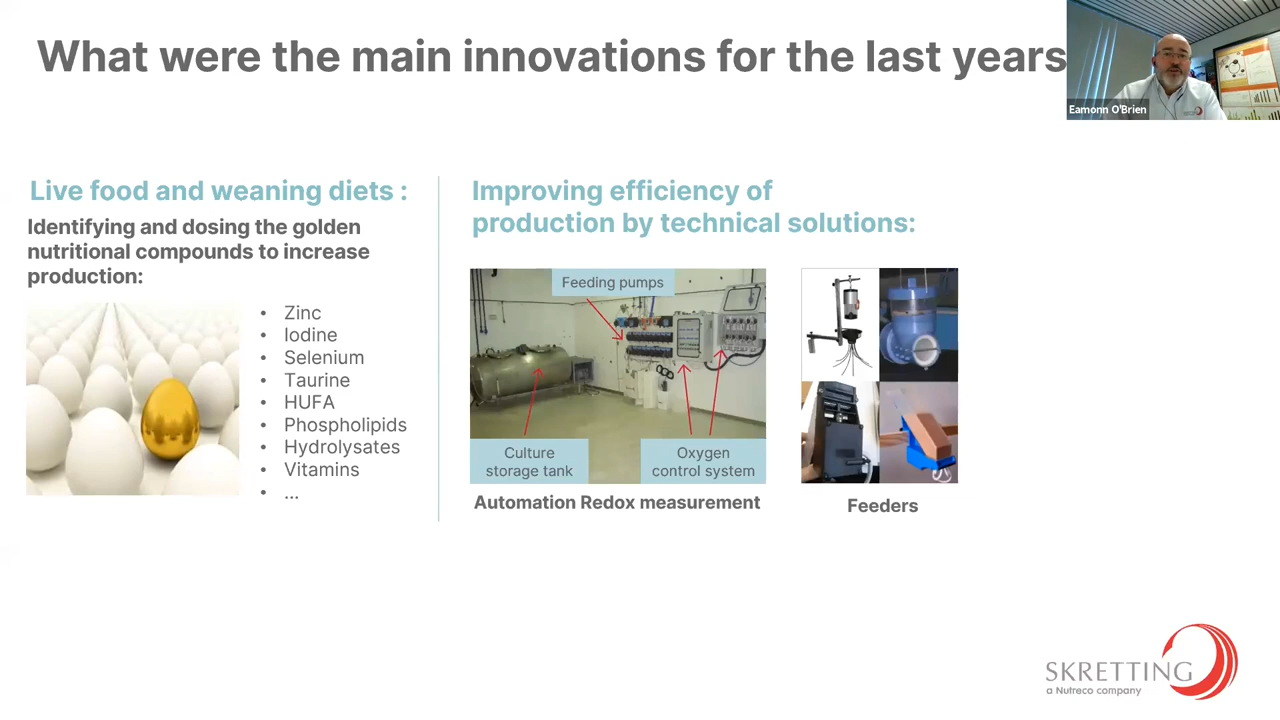 What were the main innovations for the last years
Eamonn O'Brien
Live food and weaning diets :
Identifying and dosing the golden
nutritional compounds to increase
production:
• Zinc
• Iodine
• Selenium
• Taurine
• HUFA
• Phospholipids
• Hydrolysates
• Vitamins
• ...
Improving efficiency of
production by technical solutions:
Feeding pumps
Culture
storage tank
Oxygen
control system
Automation Redox measurement
Feeders
SKRETTING
a Nutreco company